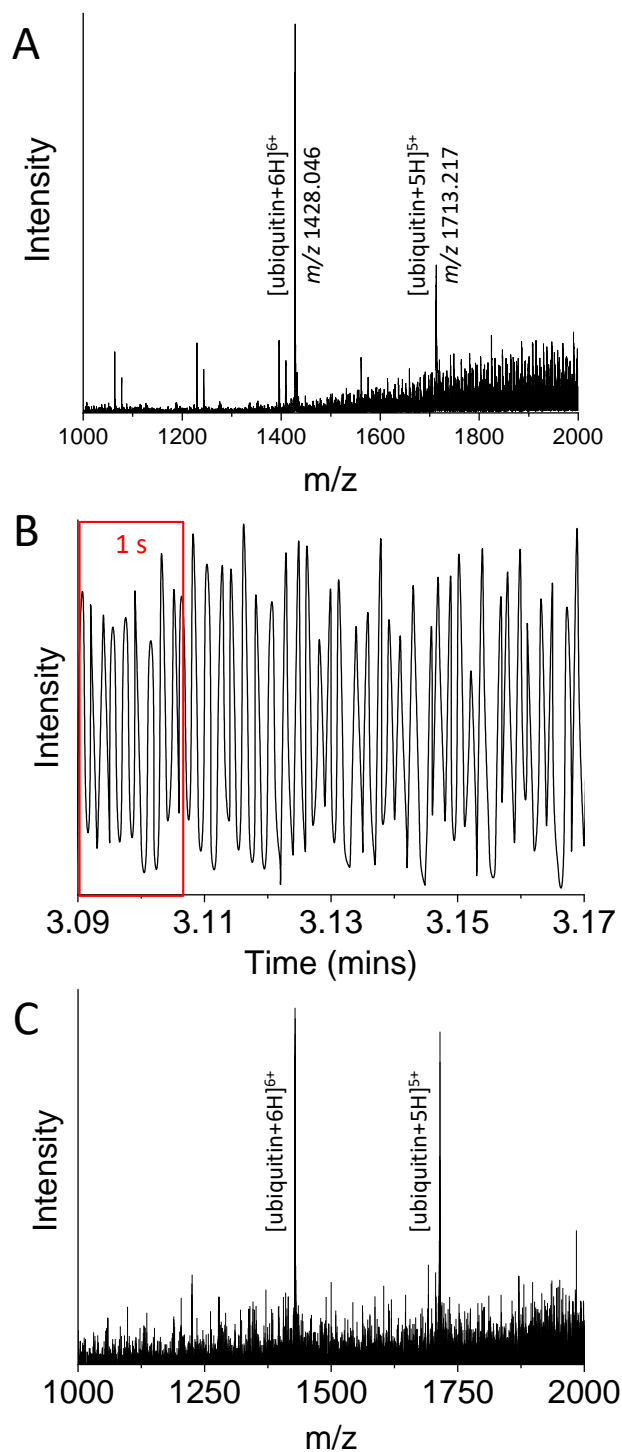 A
Intensity
[ubiquitin+6H]⁶⁺
m/z 1428.046
[ubiquitin+5H]⁵⁺
m/z 1713.217
1000 1200 1400 1600 1800 2000
m/z
B
1 s
Intensity
3.09 3.11 3.13 3.15 3.17
Time (mins)
C
Intensity
[ubiquitin+6H]⁶⁺
[ubiquitin+5H]⁵⁺
1000 1250 1500 1750 2000
m/z